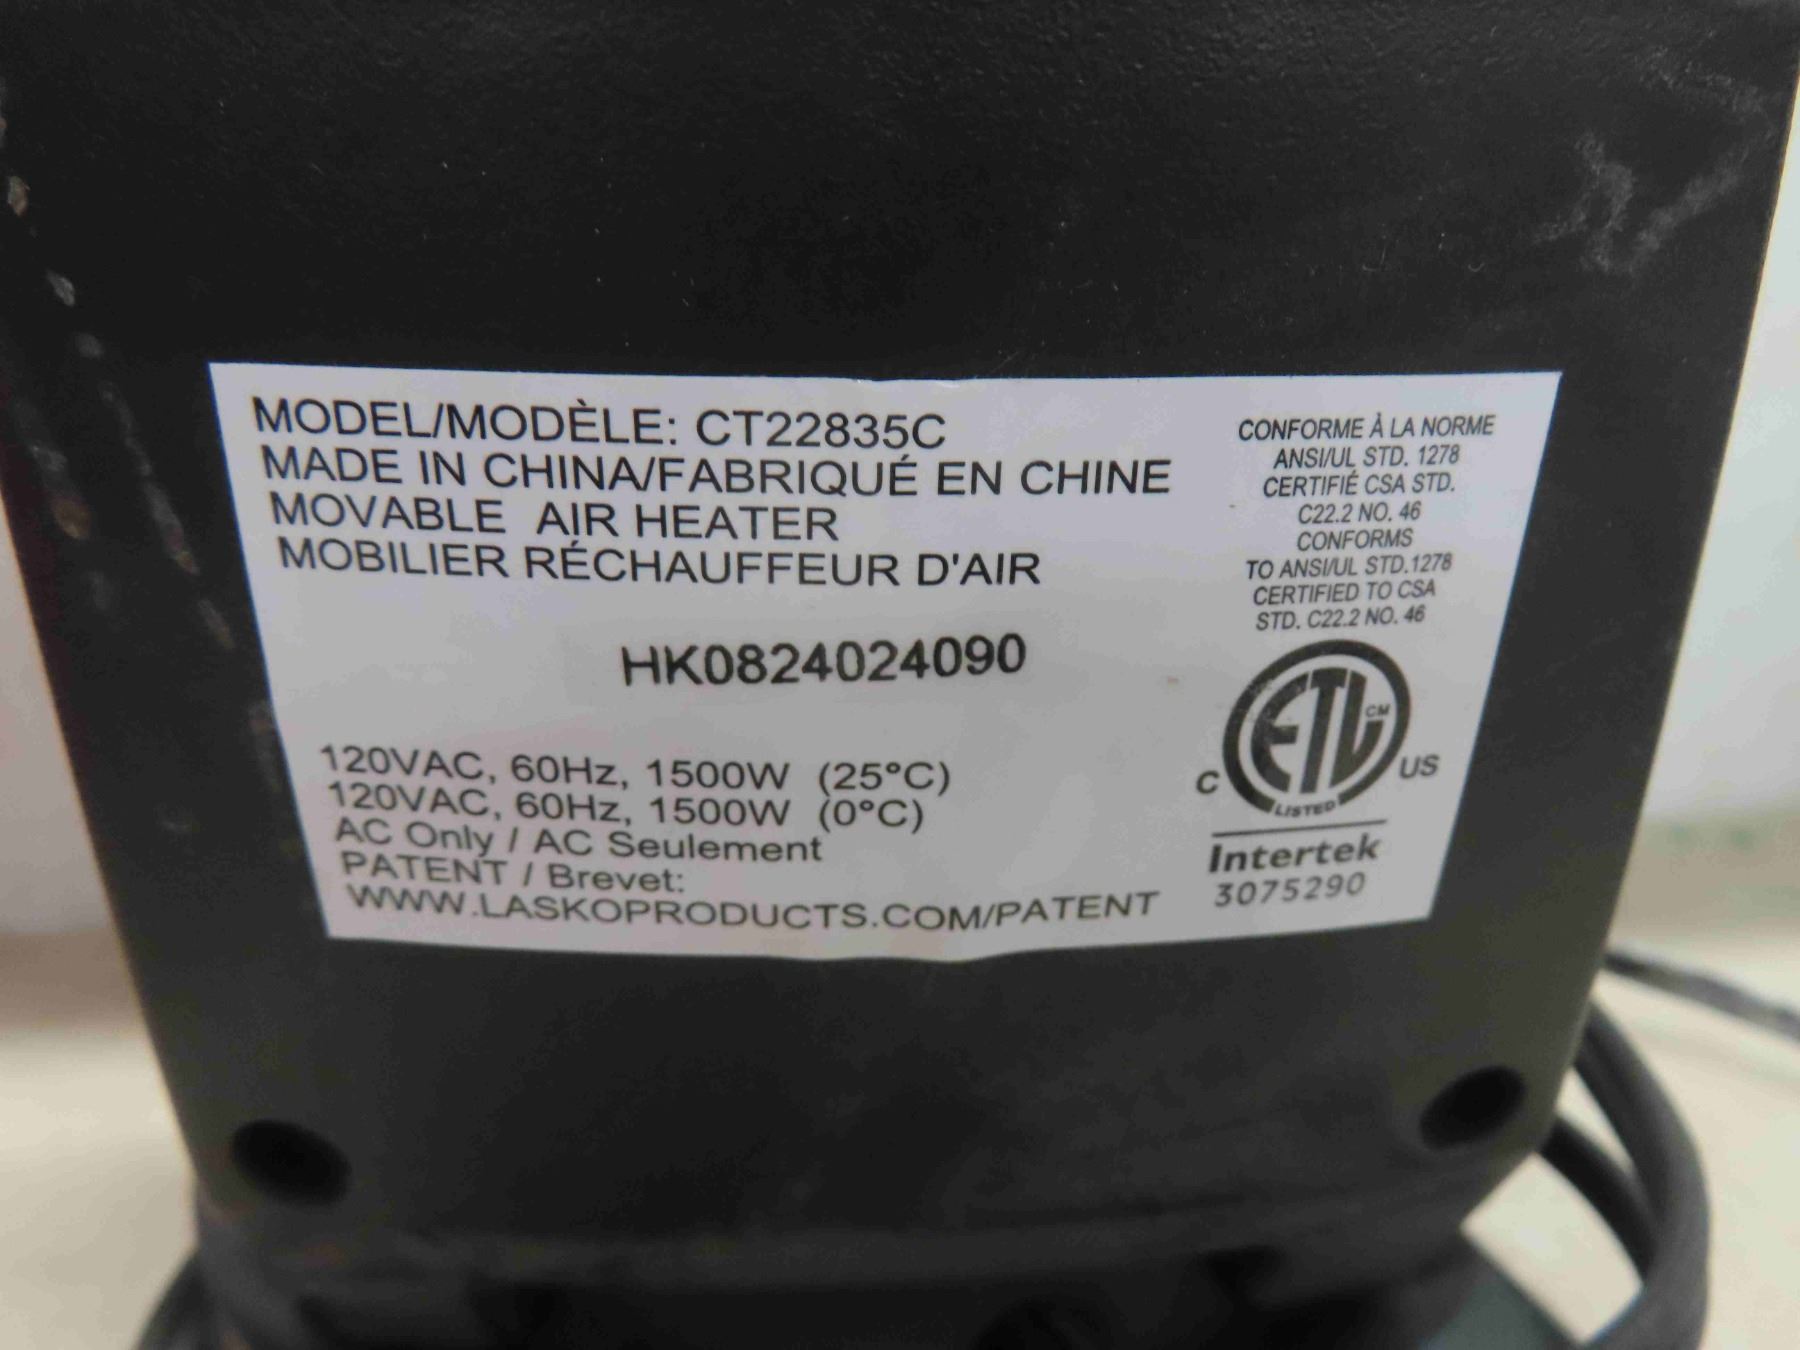 MODEL/MODÈLE: CT22835C
MADE IN CHINA/FABRIQUÉ EN CHINE
MOVABLE AIR HEATER
MOBILIER RÉCHAUFFEUR D'AIR
HK0824024090
120VAC, 60Hz, 1500W (25°C)
120VAC, 60Hz, 1500W (0°C)
AC Only / AC Seulement
PATENT / Brevet:
WWW.LASKOPRODUCTS.COM/PATENT
CONFORME À LA NORME
ANSI/UL STD. 1278
CERTIFIÉ CSA STD.
C22.2 NO. 46
CONFORMS
TO ANSI/UL STD.1278
CERTIFIED TO CSA
STD. C22.2 NO. 46
ETL CM
C US
LISTED
Intertek
3075290